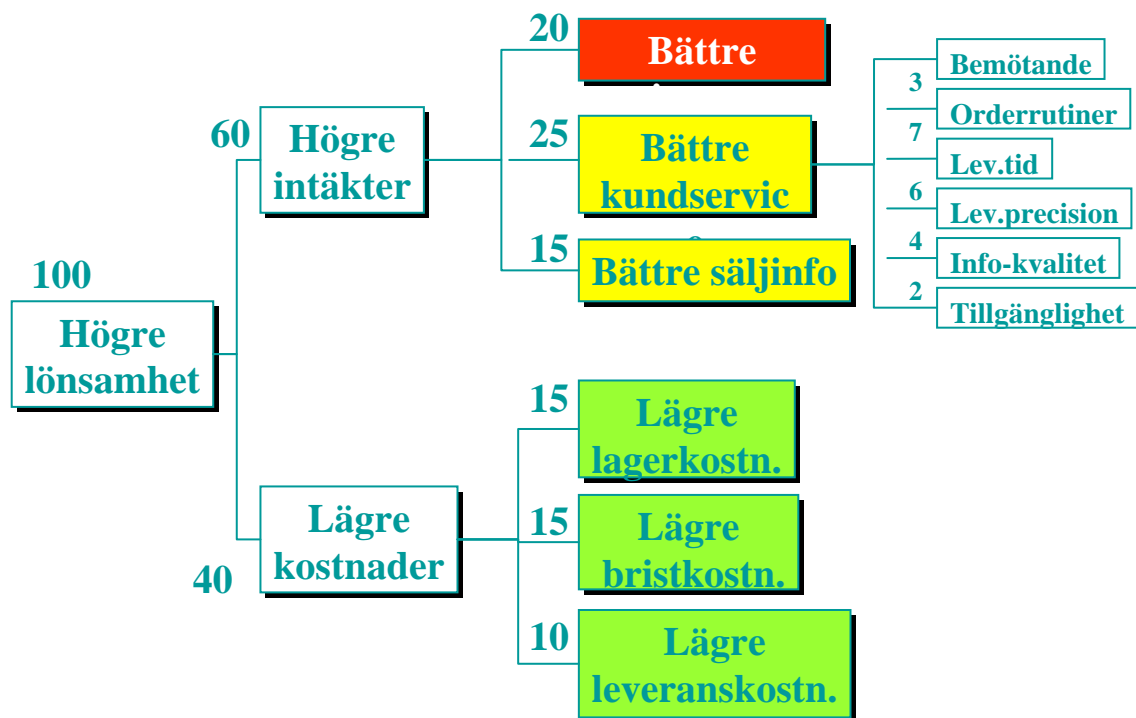 100
Högre
lönsamhet
60
Högre
intäkter
40
Lägre
kostnader
20
Bättre
25
Bättre
kundservic
15
Bättre säljinfo
15
Lägre
lagerkostn.
15
Lägre
bristkostn.
10
Lägre
leveranskostn.
Bemötande
3
Orderrutiner
7
Lev.tid
6
Lev.precision
4
Info-kvalitet
2
Tillgänglighet